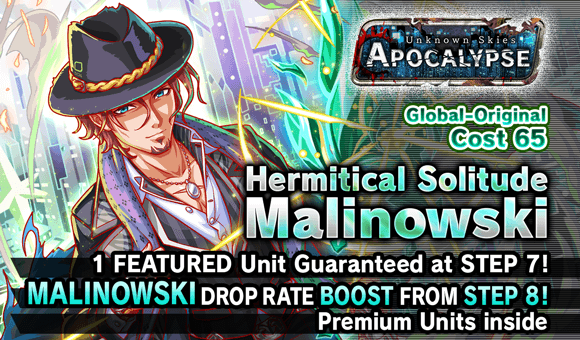 Unknown Skies
APOCALYPSE
Global-Original
Cost 65
Hermitical Solitude
Malinowski
1 FEATURED Unit Guaranteed at STEP 7!
MALINOWSKI DROP RATE BOOST FROM STEP 8!
Premium Units inside